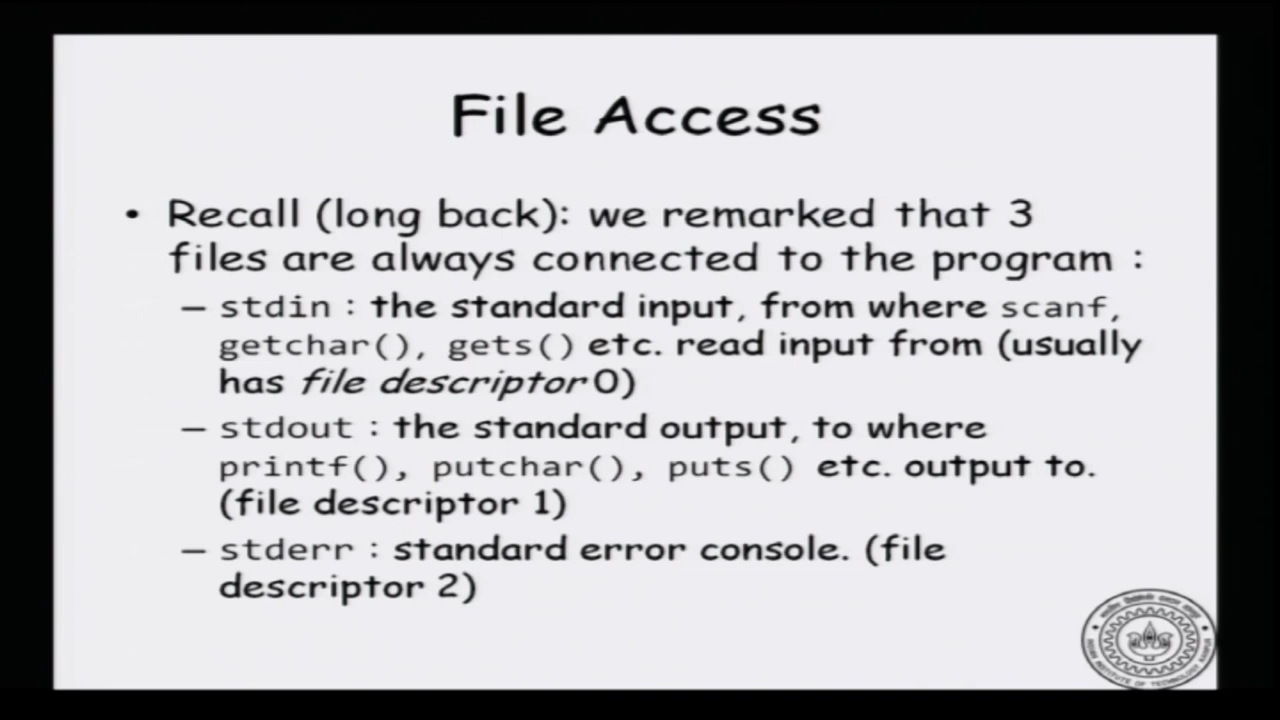 File Access
• Recall (long back): we remarked that 3
files are always connected to the program :
– stdin : the standard input, from where scanf,
getchar(), gets() etc. read input from (usually
has file descriptor 0)
– stdout : the standard output, to where
printf(), putchar(), puts() etc. output to.
(file descriptor 1)
– stderr : standard error console. (file
descriptor 2)